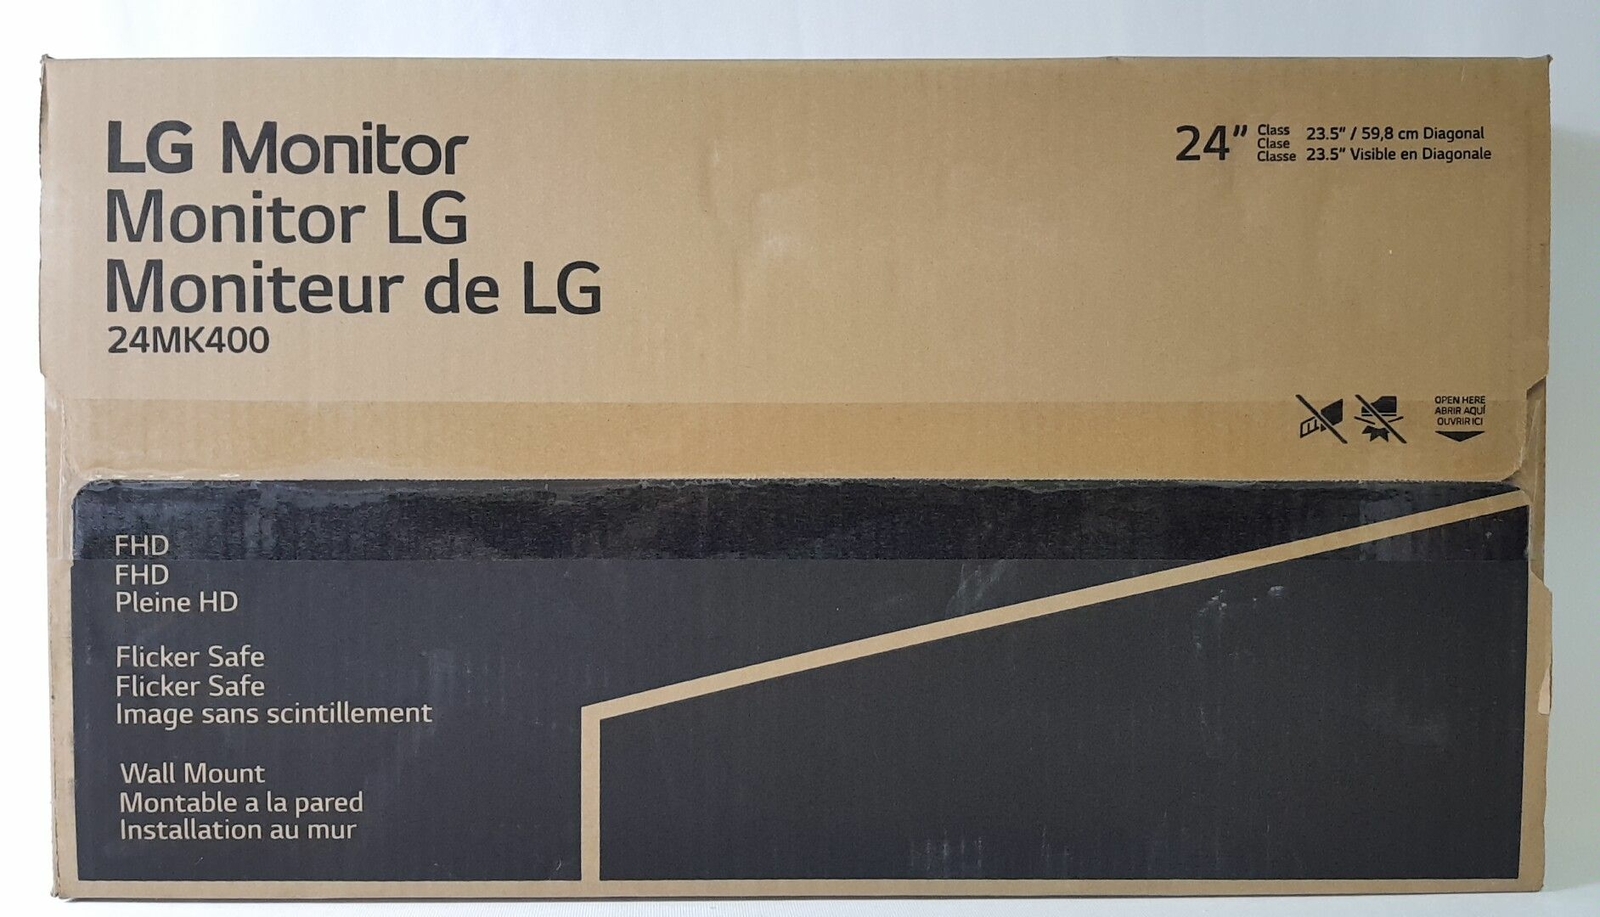 LG Monitor
Monitor LG
Moniteur de LG
24MK400
24”
Class
Clase
Classe
23.5” / 59,8 cm Diagonal
23.5” Visible en Diagonale
OPEN HERE
ABRIR AQUÍ
OUVRIR ICI
FHD
FHD
Pleine HD
Flicker Safe
Flicker Safe
Image sans scintillement
Wall Mount
Montable a la pared
Installation au mur